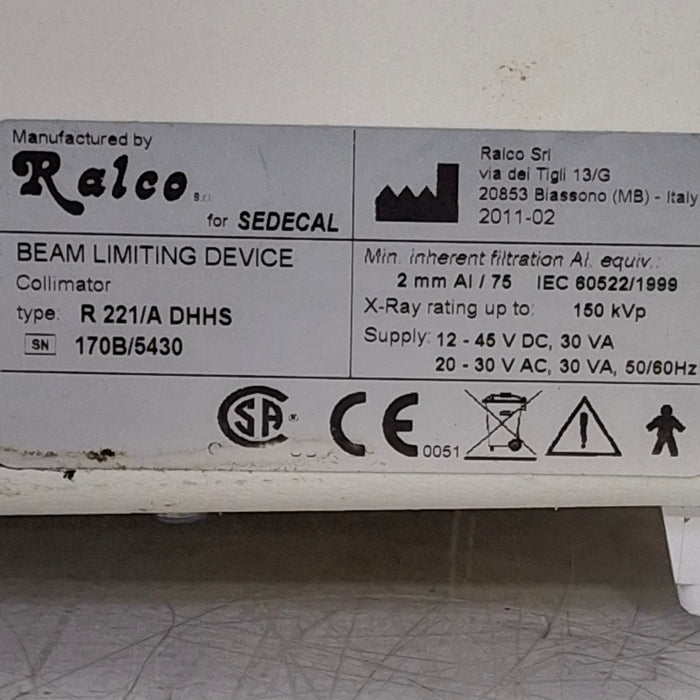 Manufactured by
Ralco s.r.l.
for SEDECAL
Ralco Srl
via dei Tigli 13/G
20853 Biassono (MB) - Italy
2011-02
BEAM LIMITING DEVICE
Collimator
type: R 221/A DHHS
SN 170B/5430
Min. inherent filtration Al. equiv.:
2 mm Al / 75 IEC 60522/1999
X-Ray rating up to: 150 kVp
Supply: 12 - 45 V DC, 30 VA
20 - 30 V AC, 30 VA, 50/60Hz
CSA ® CE 0051